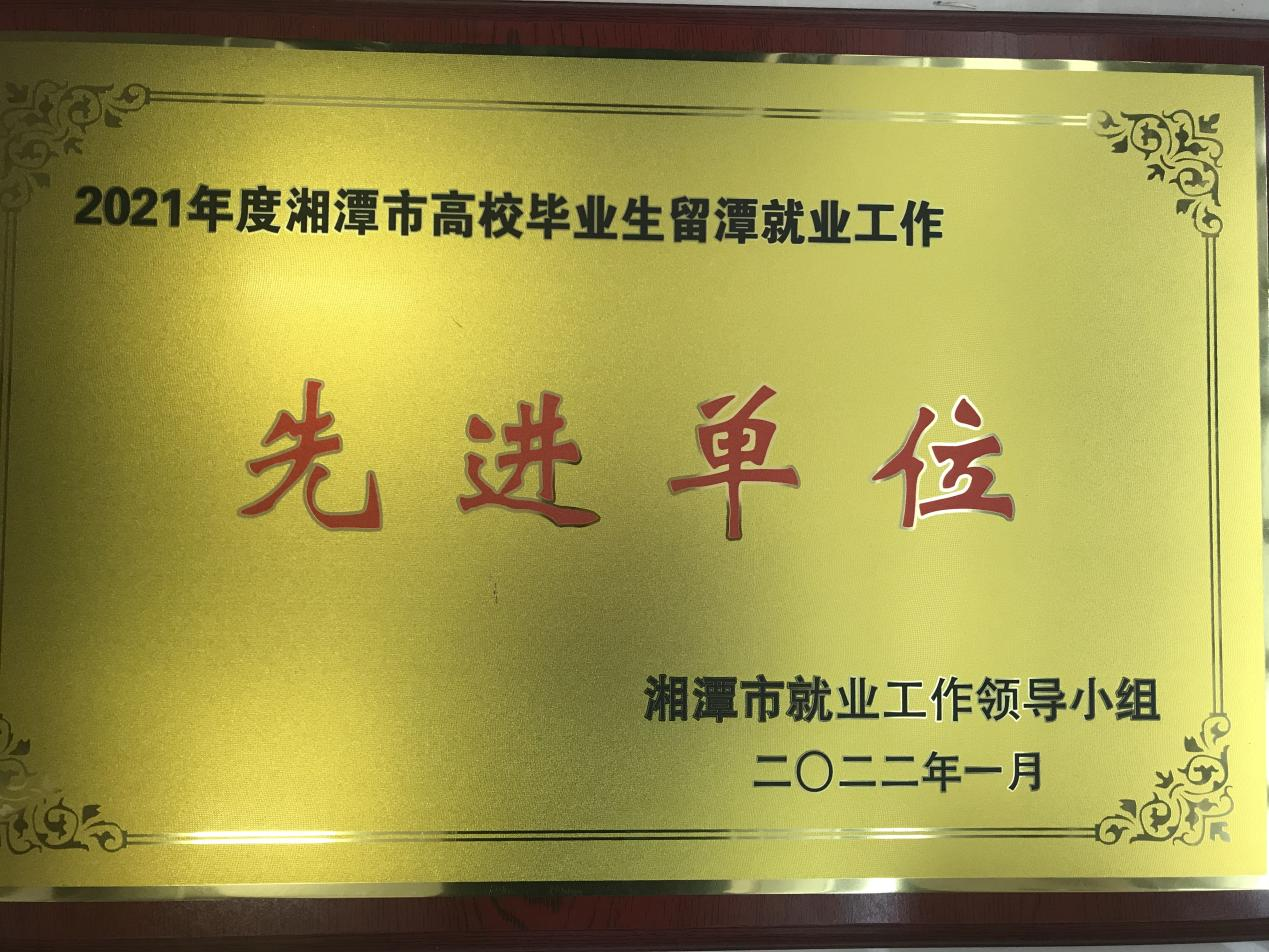 2021年度湘潭市高校毕业生留潭就业工作
先进单位
湘潭市就业工作领导小组
二〇二二年一月